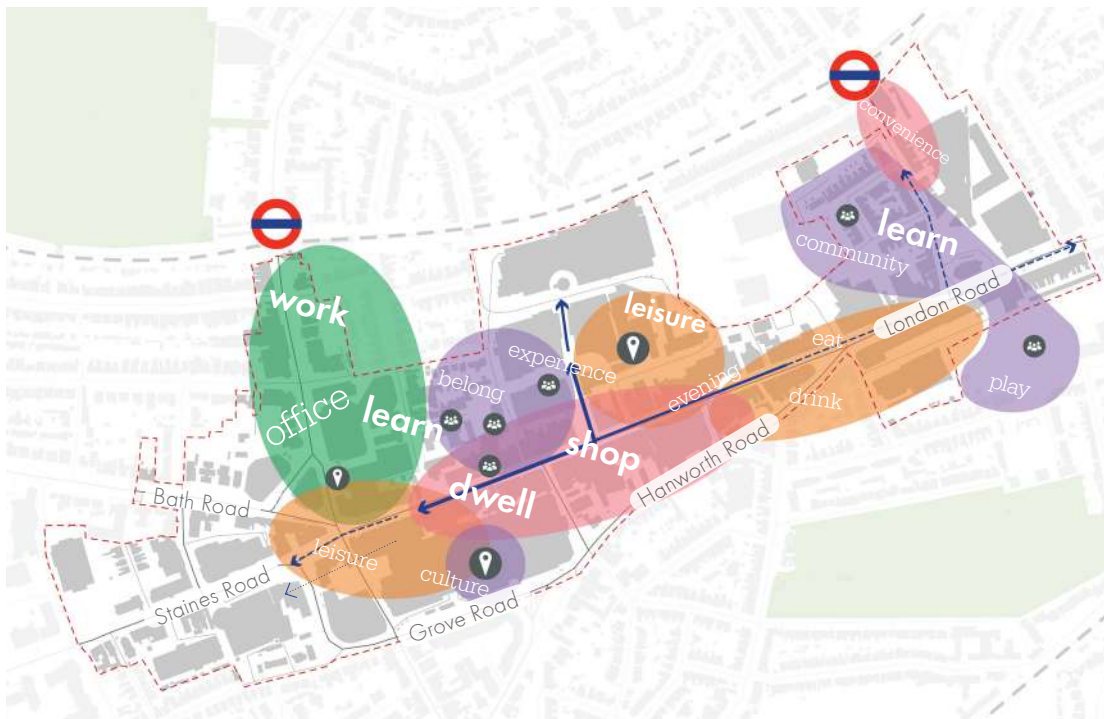 convenience
learn
community
London Road
work
leisure
eat
experience
belong
evening
play
drink
office
learn
shop
Hanworth Road
dwell
Bath Road
leisure
culture
Staines Road
Grove Road